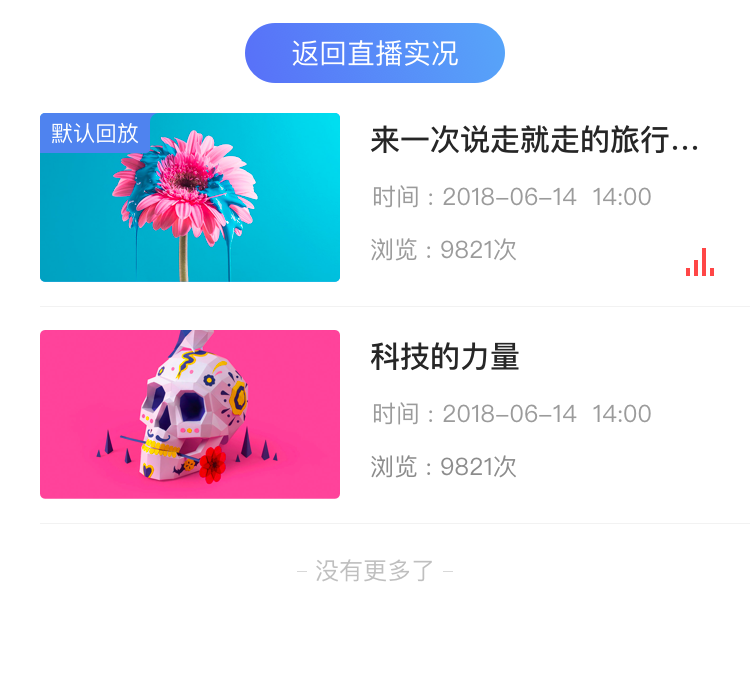 返回直播实况
默认回放
来一次说走就走的旅行...
时间：2018-06-14 14:00
浏览：9821次
科技的力量
时间：2018-06-14 14:00
浏览：9821次
– 没有更多了 –